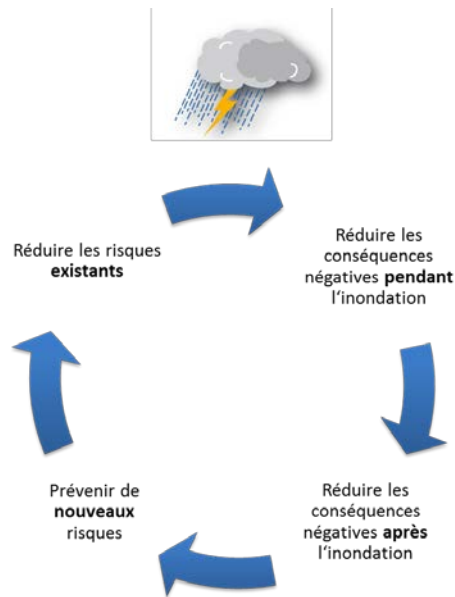 Réduire les risques
existants
Réduire les
conséquences
négatives pendant
l'inondation
Réduire les
conséquences
négatives après
l'inondation
Prévenir de
nouveaux
risques